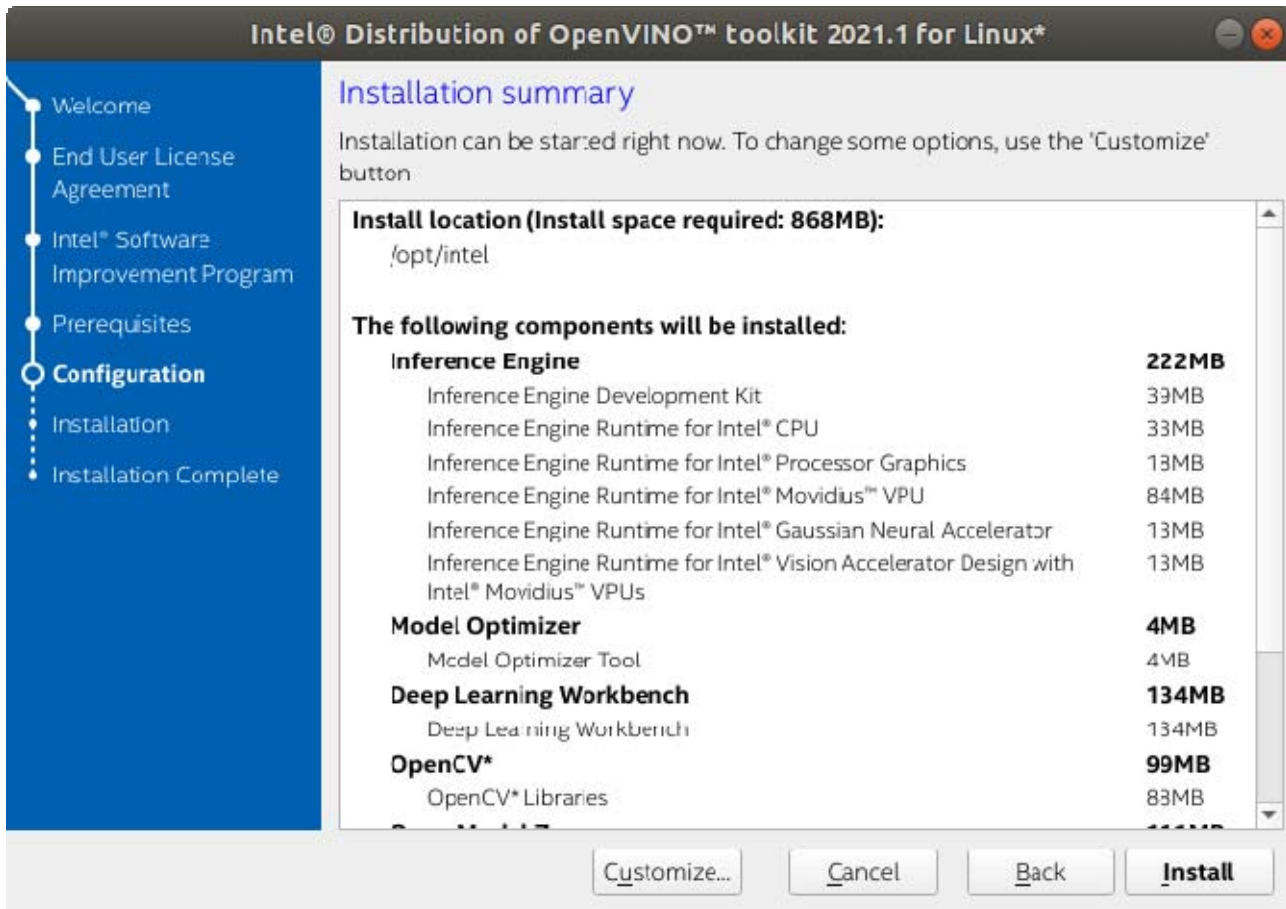 Intel® Distribution of OpenVINO™ toolkit 2021.1 for Linux*
Welcome
End User License
Agreement
Intel® Software
Improvement Program
Prerequisites
Configuration
Installation
Installation Complete
Installation summary
Installation can be started right now. To change some options, use the 'Customize'
button
Install location (Install space required: 868MB):
/opt/intel
The following components will be installed:
Inference Engine 222MB
Inference Engine Development Kit 39MB
Inference Engine Runtime for Intel® CPU 33MB
Inference Engine Runtime for Intel® Processor Graphics
Inference Engine Runtime for Intel® Movidius™ VPU 84MB
Inference Engine Runtime for Intel® Gaussian Neural Accelerator
Inference Engine Runtime for Intel® Vision Accelerator Design with
Intel® Movidius™ VPUs
Model Optimizer 4MB
Model Optimizer Tool 4MB
Deep Learning Workbench 134MB
Deep Learning Workbench 134MB
OpenCV* 99MB
OpenCV* Libraries
Customize...
Cancel
Back
Install